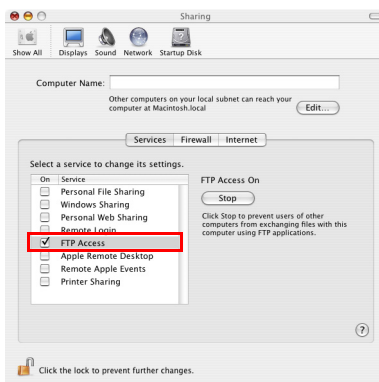 Sharing
Show All Displays Sound Network Startup Disk
Computer Name:
Other computers on your local subnet can reach your
computer at Macintosh.local
Edit...
Services Firewall Internet
Select a service to change its settings.
On Service
Personal File Sharing
Windows Sharing
Personal Web Sharing
Remote Login
FTP Access
Apple Remote Desktop
Remote Apple Events
Printer Sharing
FTP Access On
Stop
Click Stop to prevent users of other
computers from exchanging files with this
computer using FTP applications.
?
Click the lock to prevent further changes.